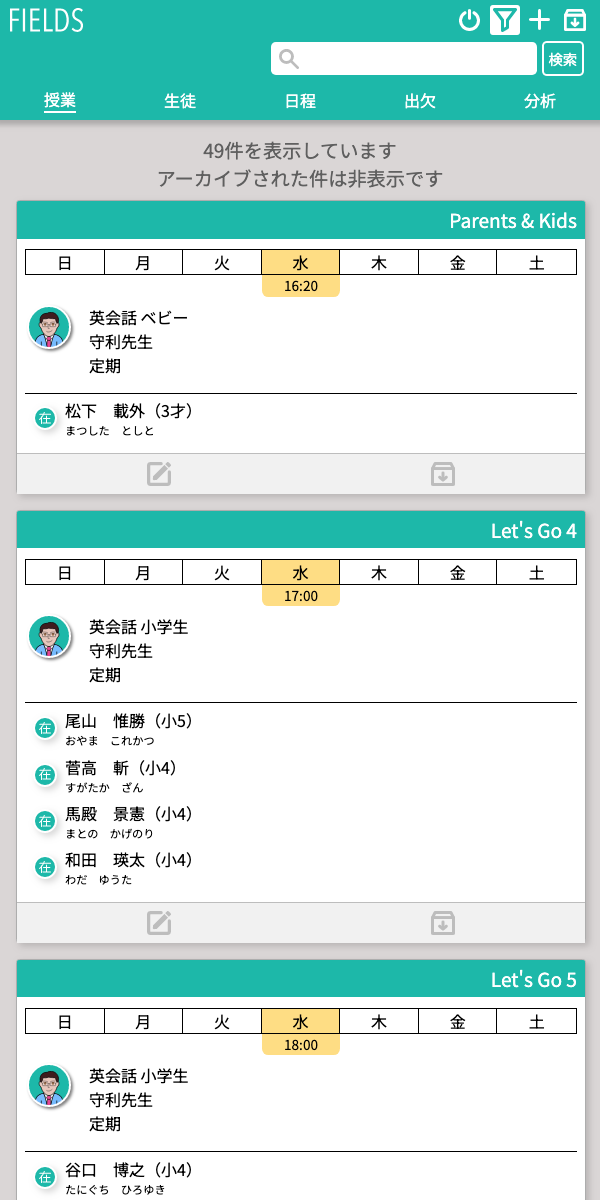 FIELDS
検索
授業 生徒 日程 出欠 分析
49件を表示しています
アーカイブされた件は非表示です
Parents & Kids
日 月 火 水 木 金 土
16:20
英会話 ベビー
守利先生
定期
在 松下　載外（3才）
まつした　としと
Let's Go 4
日 月 火 水 木 金 土
17:00
英会話 小学生
守利先生
定期
在 尾山　惟勝（小5）
おやま　これかつ
在 菅高　斬（小4）
すがたか　ざん
在 馬殿　景憲（小4）
まとの　かげのり
在 和田　瑛太（小4）
わだ　ゆうた
Let's Go 5
日 月 火 水 木 金 土
18:00
英会話 小学生
守利先生
定期
在 谷口　博之（小4）
たにぐち　ひろゆき